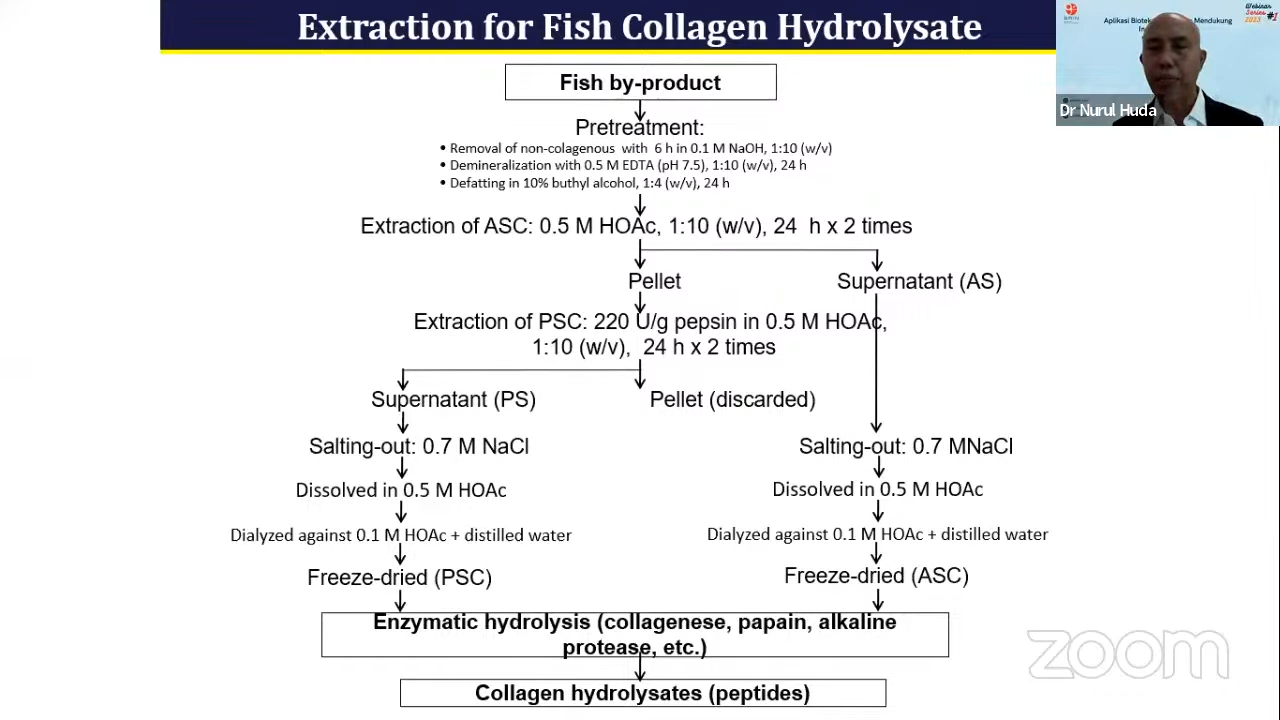 Extraction for Fish Collagen Hydrolysate
Webinar
Series
2023 #1
Aplikasi
Mendukung
Dr Nurul Huda
Fish by-product
Pretreatment:
• Removal of non-colagenous with 6 h in 0.1 M NaOH, 1:10 (w/v)
• Demineralization with 0.5 M EDTA (pH 7.5), 1:10 (w/v), 24 h
• Defatting in 10% buthyl alcohol, 1:4 (w/v), 24 h
Extraction of ASC: 0.5 M HOAc, 1:10 (w/v), 24 h x 2 times
Pellet
Supernatant (AS)
Extraction of PSC: 220 U/g pepsin in 0.5 M HOAc,
1:10 (w/v), 24 h x 2 times
Supernatant (PS)
Pellet (discarded)
Salting-out: 0.7 M NaCl
Salting-out: 0.7 MNaCl
Dissolved in 0.5 M HOAc
Dissolved in 0.5 M HOAc
Dialyzed against 0.1 M HOAc + distilled water
Dialyzed against 0.1 M HOAc + distilled water
Freeze-dried (PSC)
Freeze-dried (ASC)
Enzymatic hydrolysis (collagenese, papain, alkaline
protease, etc.)
Collagen hydrolysates (peptides)
zoom